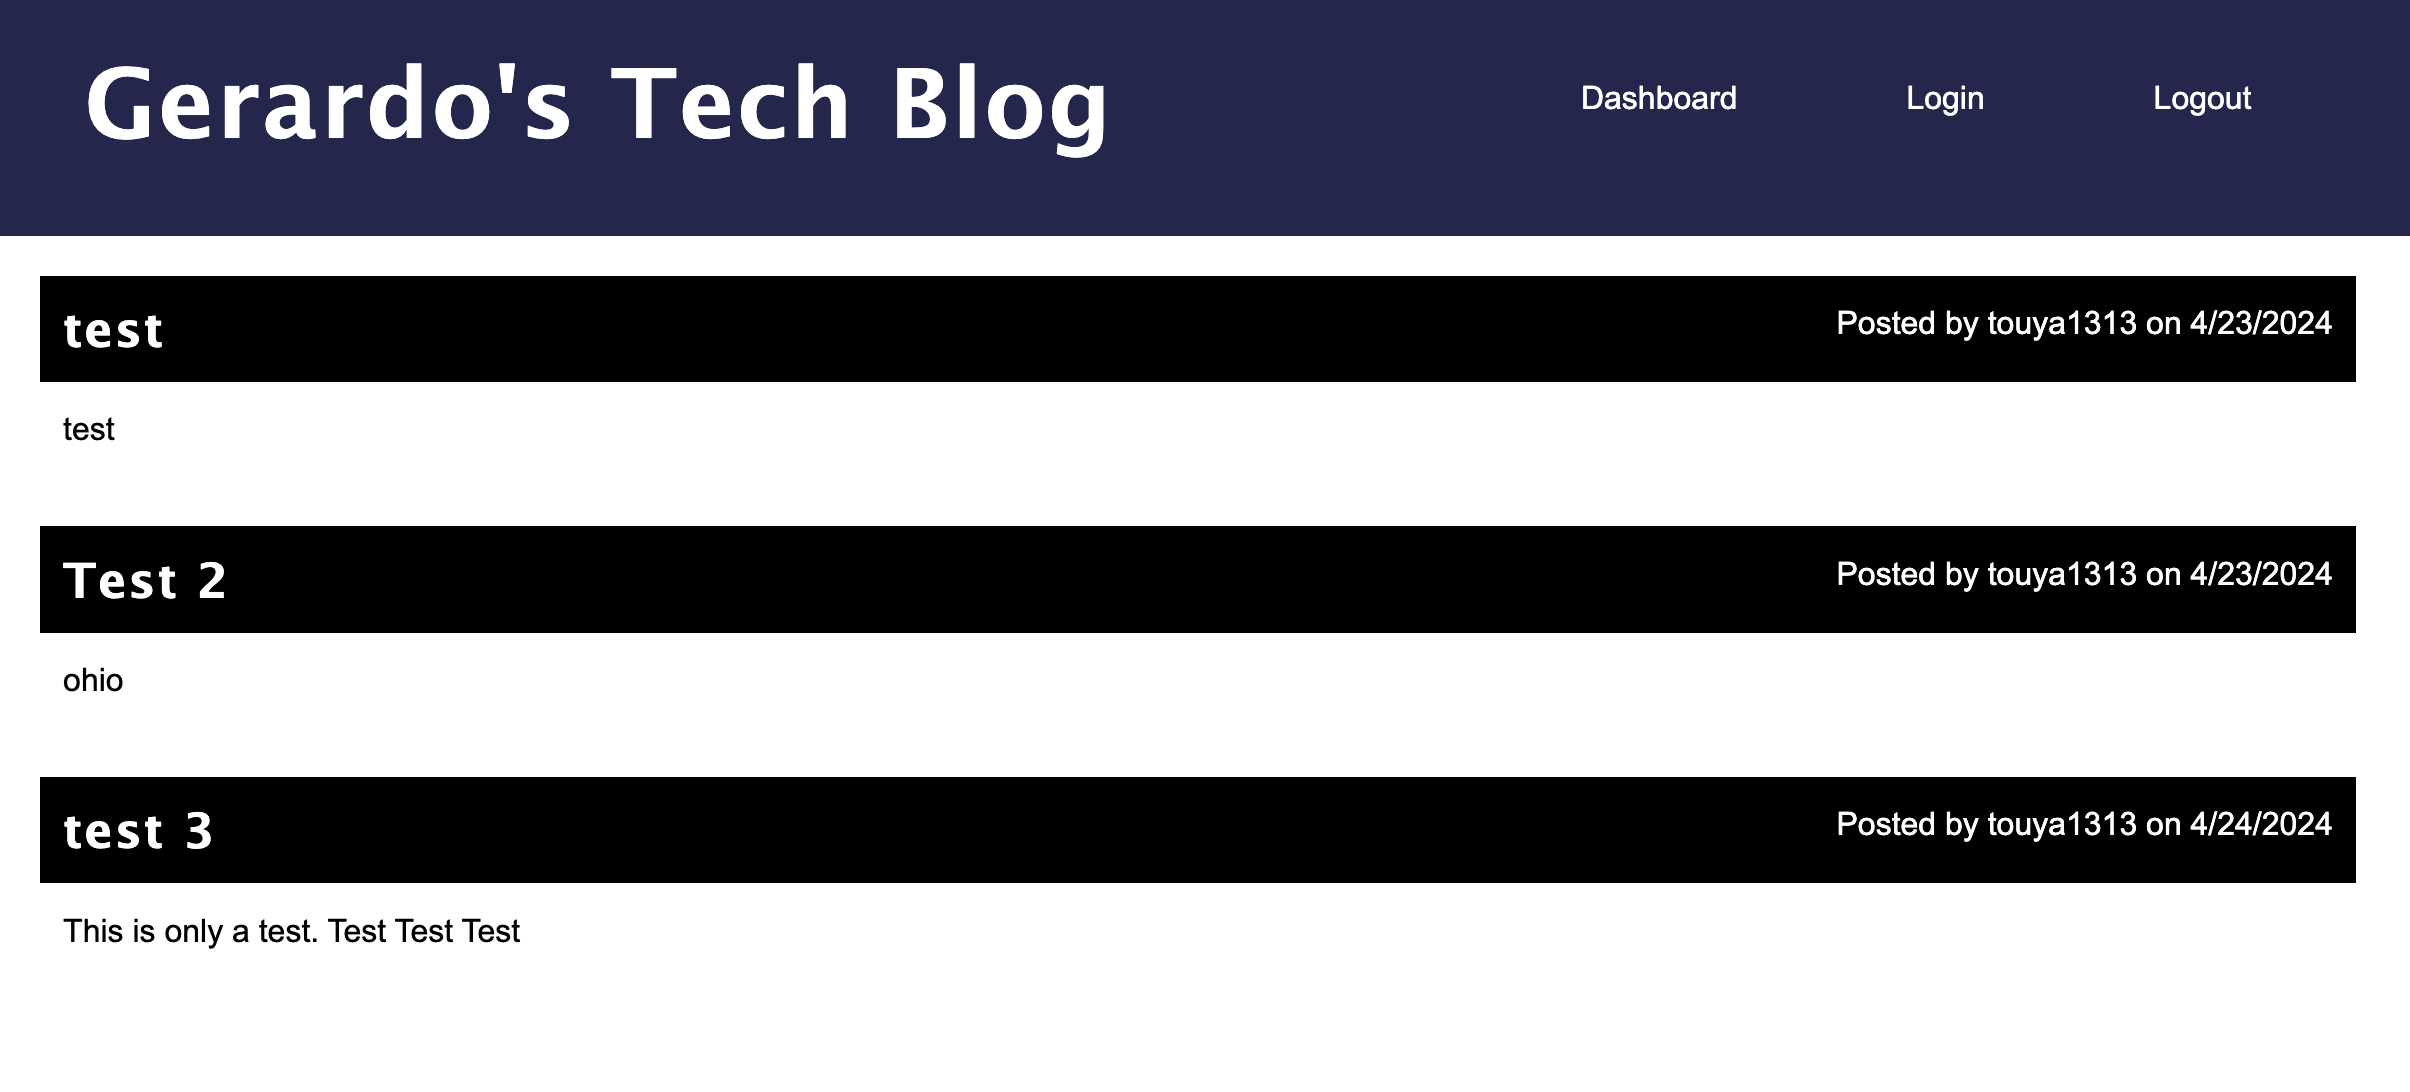 Gerardo's Tech Blog
Dashboard Login Logout
test
Posted by touya1313 on 4/23/2024
test
Test 2
Posted by touya1313 on 4/23/2024
ohio
test 3
Posted by touya1313 on 4/24/2024
This is only a test. Test Test Test